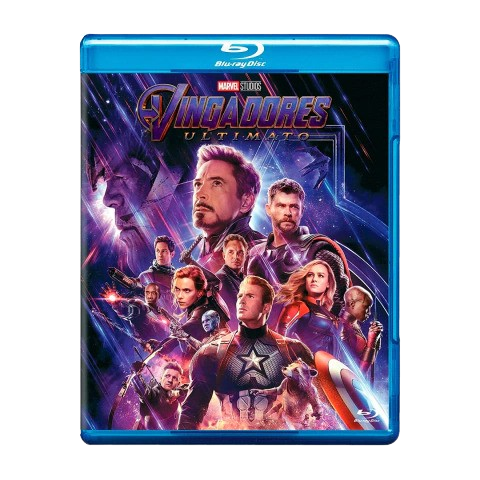 Blu-ray Disc
MARVEL STUDIOS
VINGADORES
ULTIMATO
Blu-ray Disc